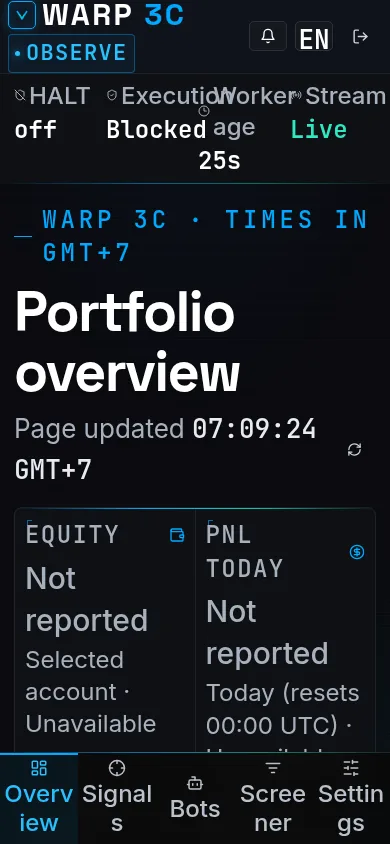 WARP 3C
OBSERVE
EN
HALT
off
Execution
Blocked
Worker
age
25s
Stream
Live
WARP 3C · TIMES IN
GMT+7
Portfolio
overview
Page updated 07:09:24
GMT+7
EQUITY
Not
reported
Selected
account ·
Unavailable
PNL
TODAY
Not
reported
Today (resets
00:00 UTC) ·
Overv
iew
Signal
s
Bots
Scree
ner
Settin
gs